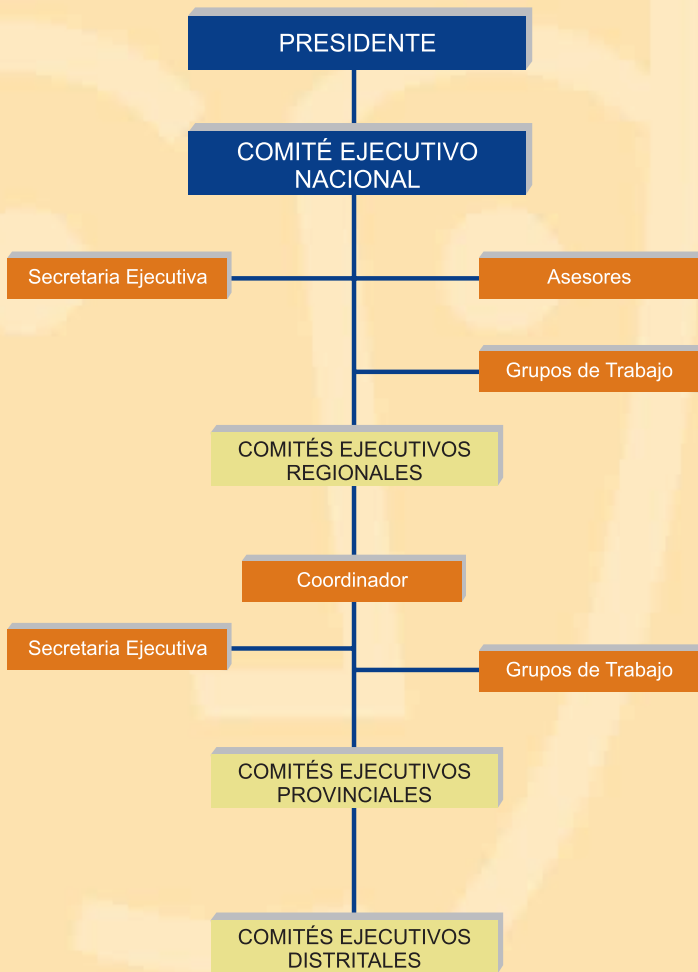 PRESIDENTE
COMITÉ EJECUTIVO
NACIONAL
Secretaria Ejecutiva
Asesores
Grupos de Trabajo
COMITÉS EJECUTIVOS
REGIONALES
Coordinador
Secretaria Ejecutiva
Grupos de Trabajo
COMITÉS EJECUTIVOS
PROVINCIALES
COMITÉS EJECUTIVOS
DISTRITALES